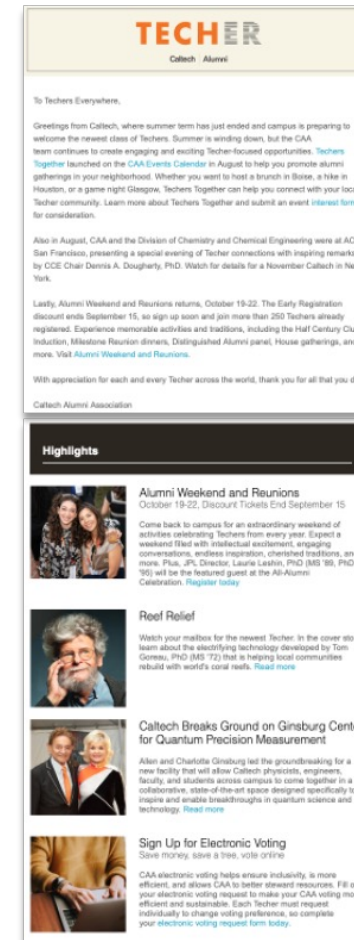 TECHER
Caltech Alumni
To Techers Everywhere,
Greetings from Caltech, where summer term has just ended and campus is preparing to
welcome the newest class of Techers. Summer is winding down, but the CAA
team continues to create engaging and exciting Techer-focused opportunities. Techers
Together launched on the CAA Events Calendar in August to help you promote alumni
gatherings in your neighborhood. Whether you want to host a brunch in Boise, a hike in
Houston, or a game night Glasgow, Techers Together can help you connect with your loca
Techer community. Learn more about Techers Together and submit an event interest form
for consideration.
Also in August, CAA and the Division of Chemistry and Chemical Engineering were at AC
San Francisco, presenting a special evening of Techer connections with inspiring remarks
by CCE Chair Dennis A. Dougherty, PhD. Watch for details for a November Caltech in Ne
York.
Lastly, Alumni Weekend and Reunions returns, October 19-22. The Early Registration
discount ends September 15, so sign up soon and join more than 250 Techers already
registered. Experience memorable activities and traditions, including the Half Century Clu
Induction, Milestone Reunion dinners, Distinguished Alumni panel, House gatherings, and
more. Visit Alumni Weekend and Reunions.
With appreciation for each and every Techer across the world, thank you for all that you d
Caltech Alumni Association
Highlights
Alumni Weekend and Reunions
October 19-22, Discount Tickets End September 15
Come back to campus for an extraordinary weekend of
activities celebrating Techers from every year. Expect a
weekend filled with intellectual excitement, engaging
conversations, endless inspiration, cherished traditions, and
more. Plus, JPL Director, Laurie Leshin, PhD (MS '89, PhD
'95) will be the featured guest at the All-Alumni
Celebration. Register today
Reef Relief
Watch your mailbox for the newest Techer. In the cover sto
learn about the electrifying technology developed by Tom
Goreau, PhD (MS '72) that is helping local communities
rebuild with world's coral reefs. Read more
Caltech Breaks Ground on Ginsburg Cente
for Quantum Precision Measurement
Allen and Charlotte Ginsburg led the groundbreaking for a
new facility that will allow Caltech physicists, engineers,
faculty, and students across campus to come together in a
collaborative, state-of-the-art space designed specifically to
inspire and enable breakthroughs in quantum science and
technology. Read more
Sign Up for Electronic Voting
Save money, save a tree, vote online
CAA electronic voting helps ensure inclusivity, is more
efficient, and allows CAA to better steward resources. Fill o
your electronic voting request to make your CAA voting mo
efficient and sustainable. Each Techer must request
individually to change voting preference, so complete
your electronic voting request form today.